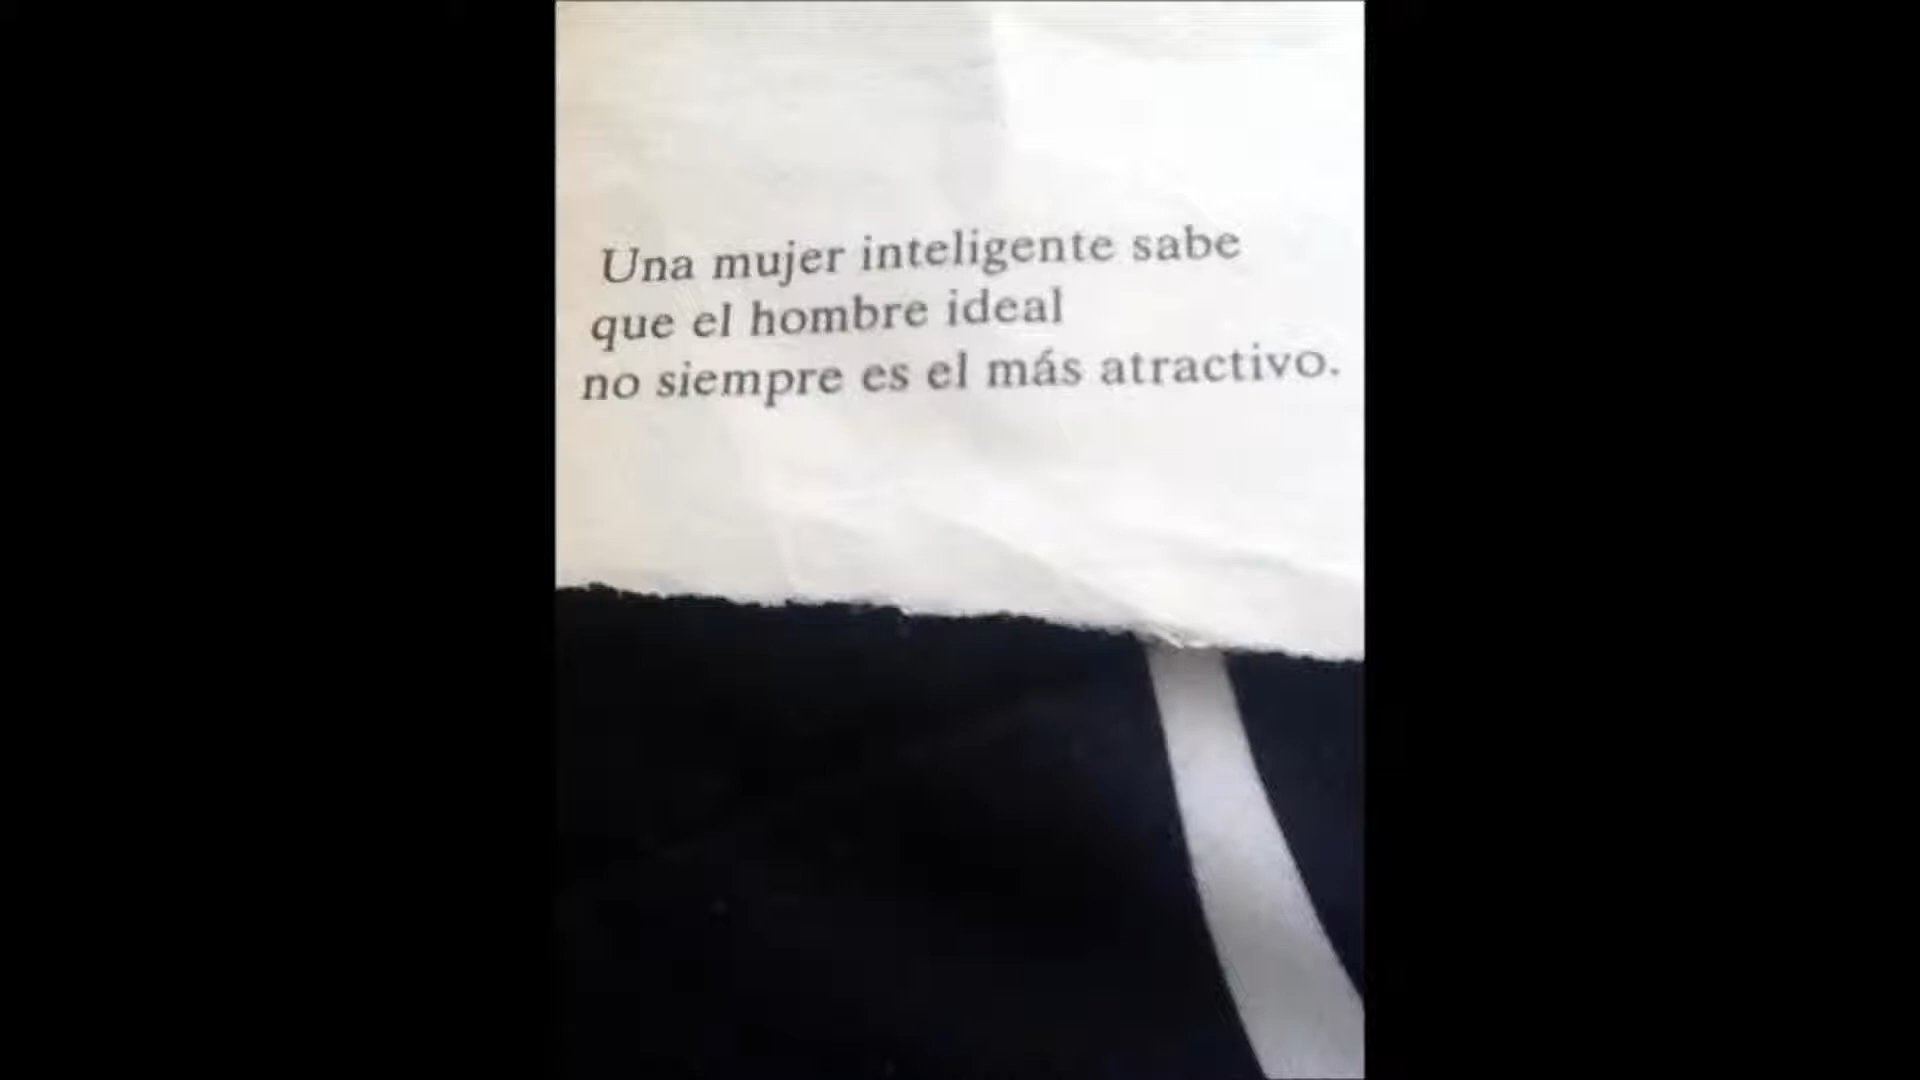 Una mujer inteligente sabe
que el hombre ideal
no siempre es el más atractivo.